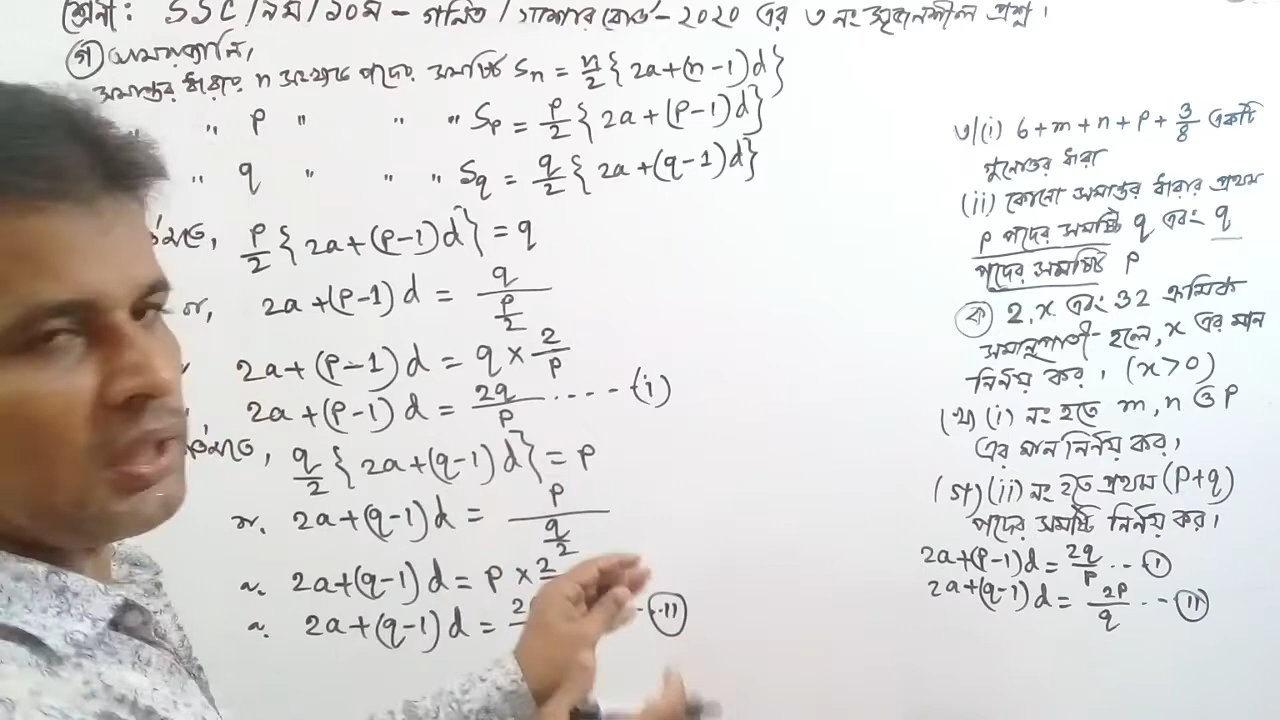 শ্রেণী: SSC/৯ম/১০ম - গণিত / যশোর বোর্ড - ২০২০ এর ৩ নং সৃজনশীল প্রশ্ন।
(গ) আমরা জানি,
সমান্তর ধারার n সংখ্যক পদের সমষ্টি Sn = n/2 { 2a+(n-1)d}
" p " " " Sp = p/2 { 2a+(p-1)d}
" q " " " Sq = q/2 { 2a+(q-1)d}
p/2 { 2a+(p-1)d} = q
বা, 2a+(p-1)d = q/(p/2)
2a+(p-1)d = q × 2/p
2a+(p-1)d = 2q/p ---- (i)
q/2 { 2a+(q-1)d} = p
বা, 2a+(q-1)d = p/(q/2)
বা, 2a+(q-1)d = p × 2
বা, 2a+(q-1)d = 2 --(ii)
৩/(i) 6+m+n+p+3/8 একটি
গুণোত্তর ধারা
(ii) কোনো সমান্তর ধারার প্রথম
p পদের সমষ্টি q এবং q
পদের সমষ্টি p
(ক) 2, x এবং 32 ক্রমিক
সমানুপাতী হলে, x এর মান
নির্ণয় কর। (x>0)
(খ) (i) নং হতে m, n ও p
এর মান নির্ণয় কর।
(গ) (ii) নং হতে প্রথম (p+q)
পদের সমষ্টি নির্ণয় কর।
2a+(p-1)d = 2q/p --- (i)
2a+(q-1)d = 2p/q --- (ii)